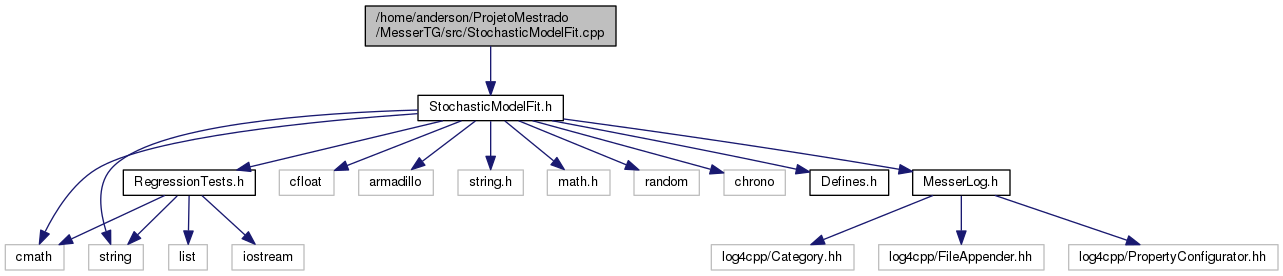 /home/anderson/ProjetoMestrado
/MesserTG/src/StochasticModelFit.cpp
StochasticModelFit.h
RegressionTests.h
cfloat
armadillo
string.h
math.h
random
chrono
Defines.h
MesserLog.h
cmath
string
list
iostream
log4cpp/Category.hh
log4cpp/FileAppender.hh
log4cpp/PropertyConfigurator.hh